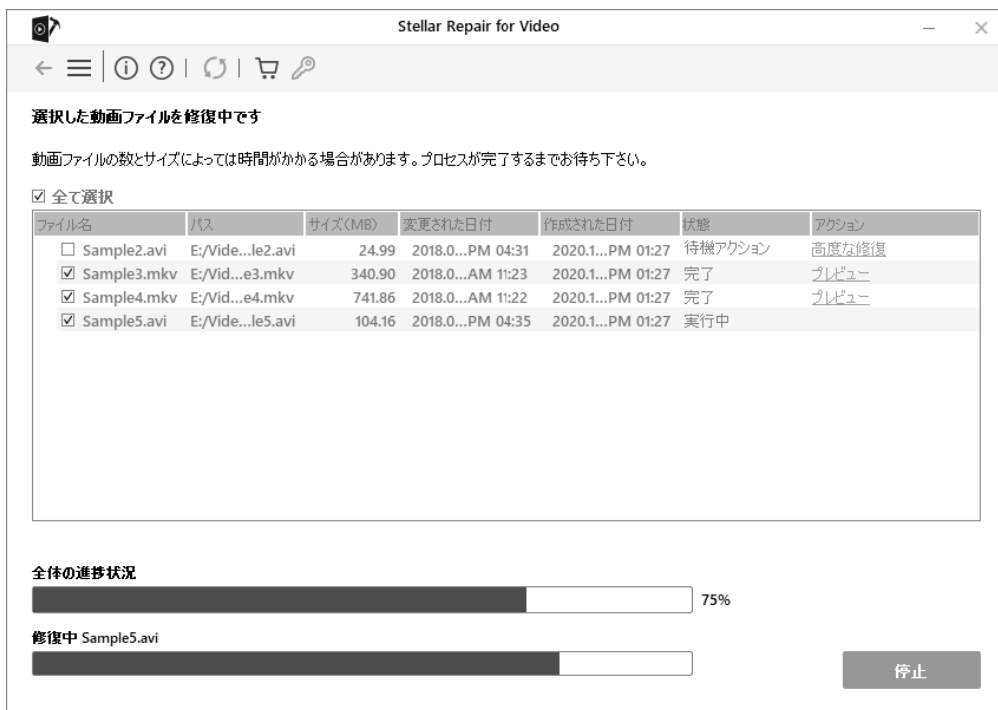 Stellar Repair for Video
選択した動画ファイルを修復中です
動画ファイルの数とサイズによっては時間がかかる場合があります。プロセスが完了するまでお待ち下さい。
全て選択
ファイル名 パス サイズ(MB) 変更された日付 作成された日付 状態 アクション
Sample2.avi E:/Vide...le2.avi 24.99 2018.0...PM 04:31 2020.1...PM 01:27 待機アクション 高度な修復
Sample3.mkv E:/Vid...e3.mkv 340.90 2018.0...AM 11:23 2020.1...PM 01:27 完了 プレビュー
Sample4.mkv E:/Vid...e4.mkv 741.86 2018.0...AM 11:22 2020.1...PM 01:27 完了 プレビュー
Sample5.avi E:/Vide...le5.avi 104.16 2018.0...PM 04:35 2020.1...PM 01:27 実行中
全体の進捗状況
75%
修復中 Sample5.avi
停止